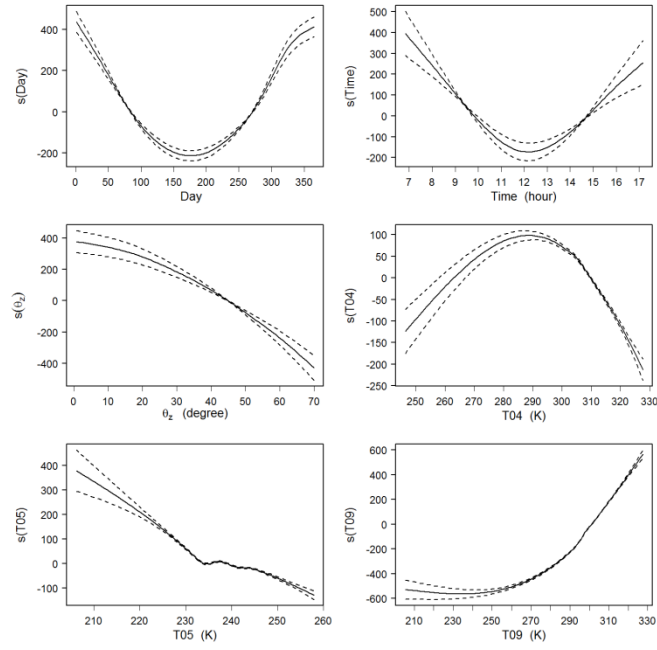 s(Day)
400
200
0
-200
0 50 100 150 200 250 300 350
Day
s(Time)
500
400
300
200
100
0
-100
-200
7 8 9 10 11 12 13 14 15 16 17
Time (hour)
s(θz)
400
200
0
-200
-400
0 10 20 30 40 50 60 70
θz (degree)
s(T04)
100
50
0
-50
-100
-150
-200
-250
250 260 270 280 290 300 310 320 330
T04 (K)
s(T05)
400
300
200
100
0
-100
210 220 230 240 250 260
T05 (K)
s(T09)
600
400
200
0
-200
-400
-600
210 230 250 270 290 310 330
T09 (K)